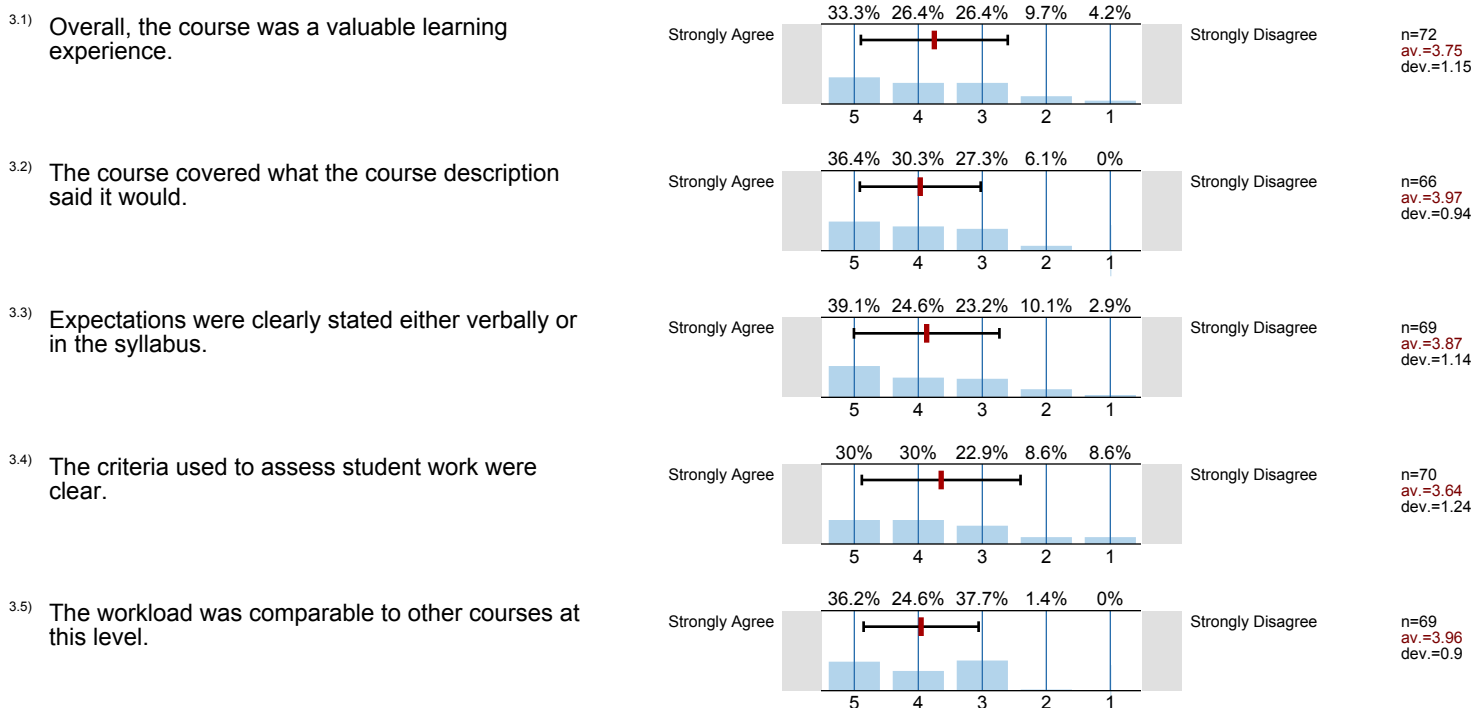 33.3% 26.4% 26.4% 9.7% 4.2%
3.1) Overall, the course was a valuable learning
experience.
Strongly Agree
Strongly Disagree
n=72
av.=3.75
dev.=1.15
5 4 3 2 1
36.4% 30.3% 27.3% 6.1% 0%
3.2) The course covered what the course description
said it would.
Strongly Agree
Strongly Disagree
n=66
av.=3.97
dev.=0.94
5 4 3 2 1
39.1% 24.6% 23.2% 10.1% 2.9%
3.3) Expectations were clearly stated either verbally or
in the syllabus.
Strongly Agree
Strongly Disagree
n=69
av.=3.87
dev.=1.14
5 4 3 2 1
30% 30% 22.9% 8.6% 8.6%
3.4) The criteria used to assess student work were
clear.
Strongly Agree
Strongly Disagree
n=70
av.=3.64
dev.=1.24
5 4 3 2 1
36.2% 24.6% 37.7% 1.4% 0%
3.5) The workload was comparable to other courses at
this level.
Strongly Agree
Strongly Disagree
n=69
av.=3.96
dev.=0.9
5 4 3 2 1